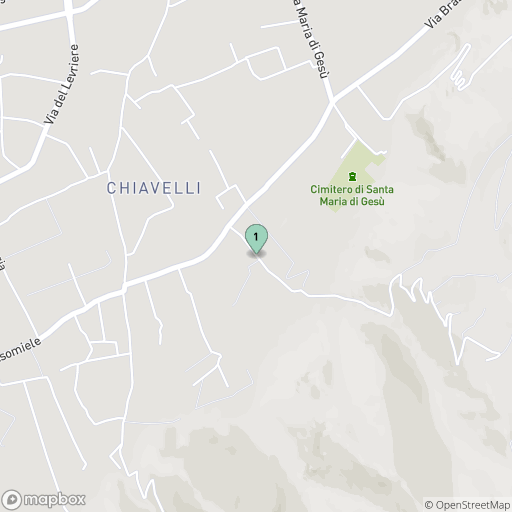 a Maria di Gesù
Via Bra
Via del Levriere
CHIAVELLI
Cimitero di Santa
Maria di Gesù
1
somiele
mapbox
© OpenStreetMap